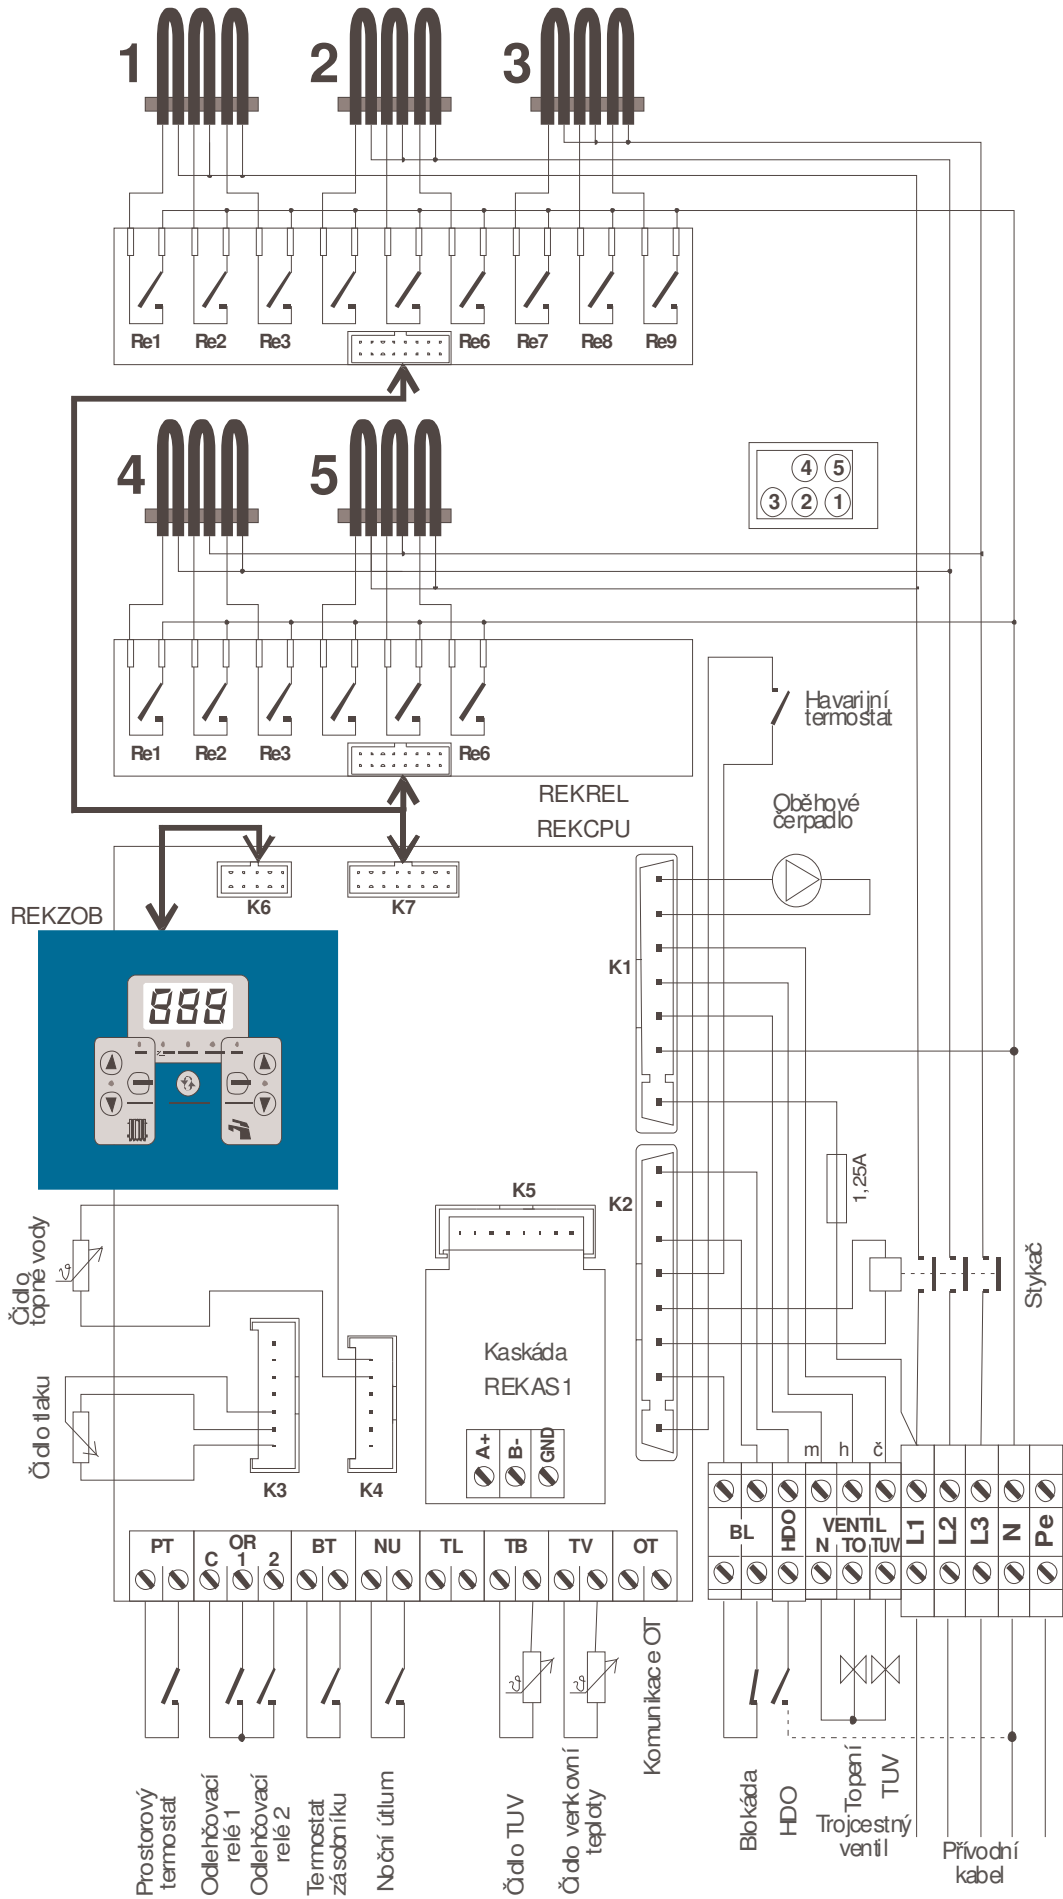 1
2
3
Re1
Re2
Re3
Re6
Re7
Re8
Re9
4
5
4
5
3
2
1
Re1
Re2
Re3
Re6
Havarijní
termostat
REKREL
REKCPU
Oběhové
čerpadlo
K6
K7
REKZOB
K1
888
1,25A
K5
K2
Čidlo
topné vody
Stykač
Kaskáda
REKAS1
Čidlo tlaku
A+
B-
GND
K3
K4
m
h
č
PT
OR
C
1
2
BT
NU
TL
TB
TV
OT
BL
HDO
VENTIL
N
TO
TUV
L1
L2
L3
N
Pe
Prostorový
termostat
Odlehčovací
relé 1
Odlehčovací
relé 2
Termostat
zásobníku
Noční útlum
Čidlo TUV
Čidlo venkovní
teploty
Komunikace OT
Blokáda
HDO
Topení
TUV
Trojcestný
ventil
Přívodní
kabel